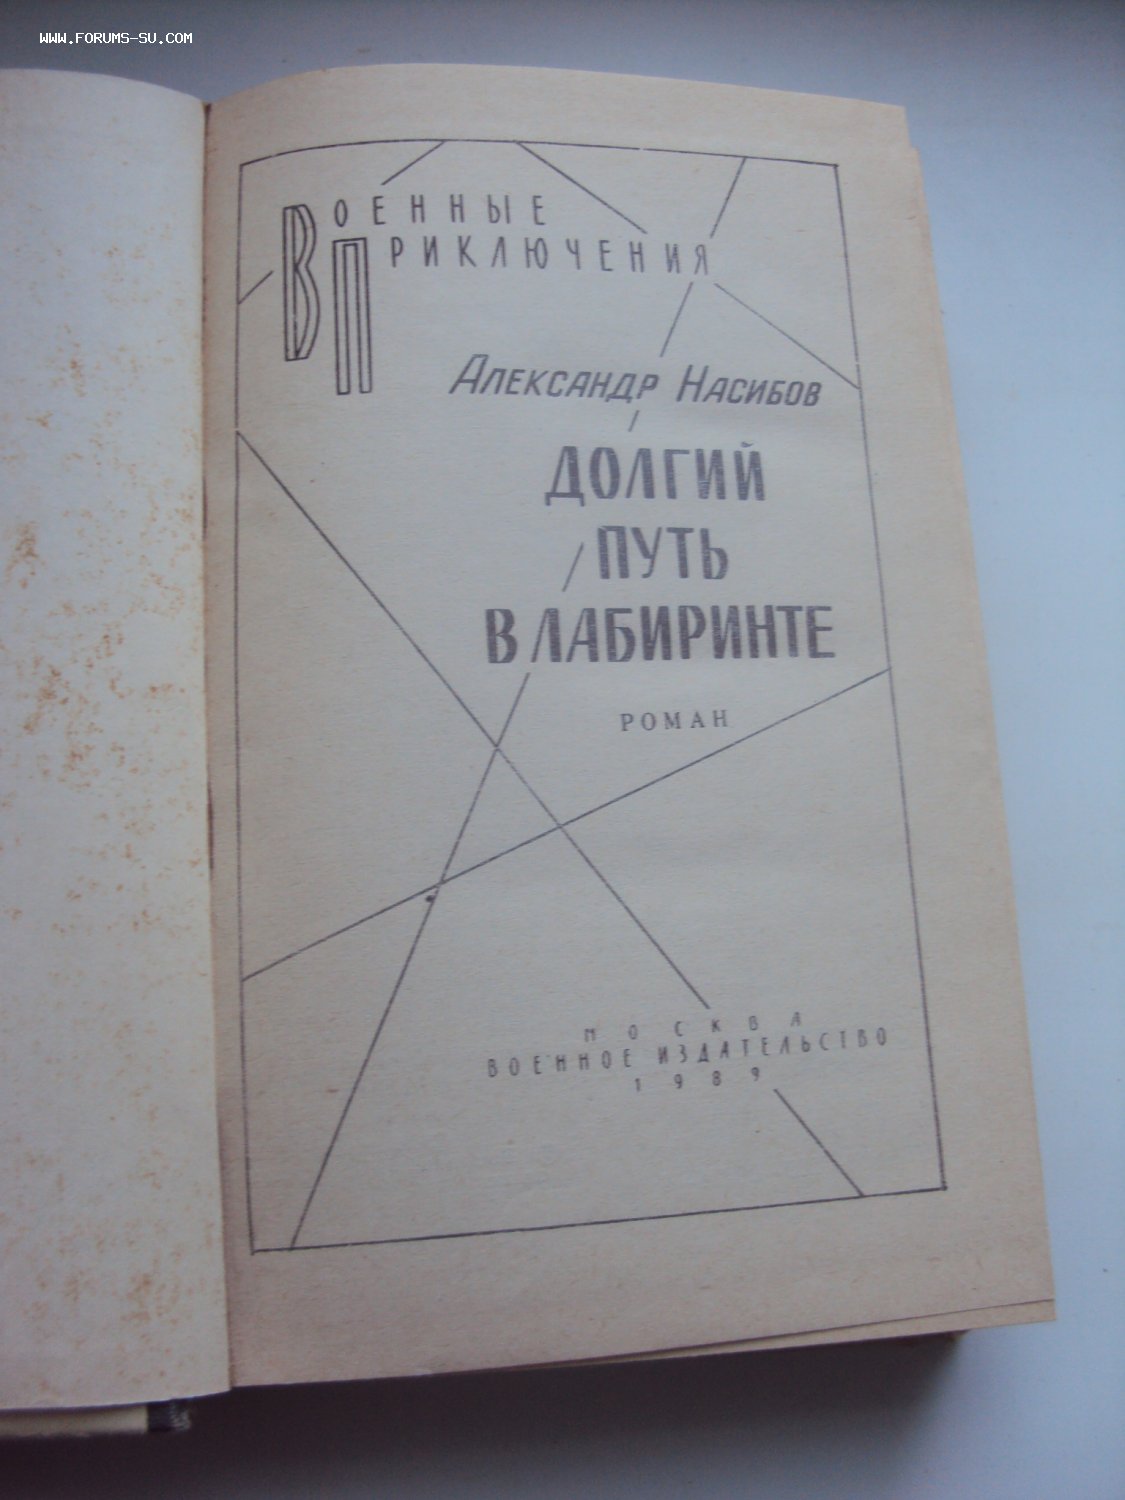 WWW.FORUMS-SU.COM
ВОЕННЫЕ
ПРИКЛЮЧЕНИЯ
АЛЕКСАНДР НАСИБОВ
ДОЛГИЙ
ПУТЬ
В ЛАБИРИНТЕ
РОМАН
МОСКВА
ВОЕННОЕ ИЗДАТЕЛЬСТВО
1989